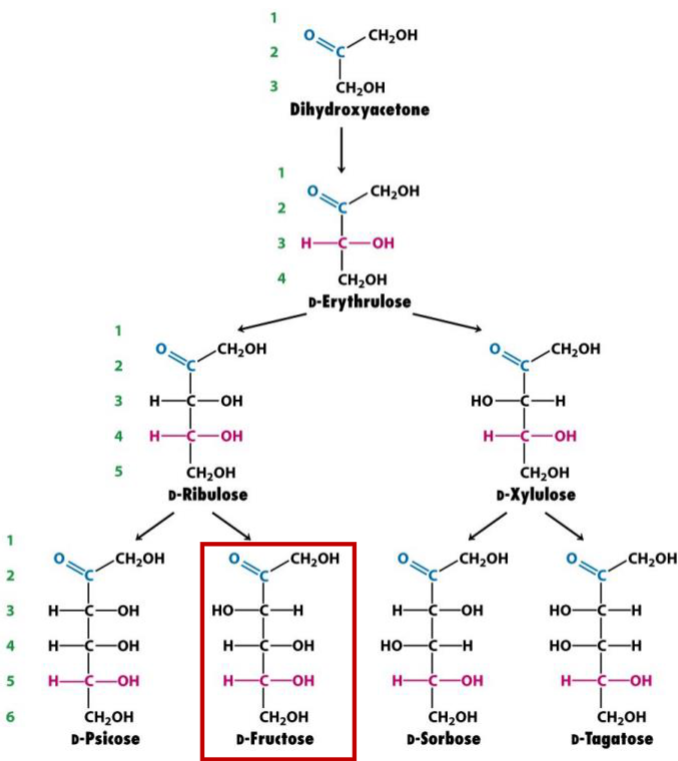 1
O CH₂OH
2 C
3 CH₂OH
Dihydroxyacetone
1
O CH₂OH
2 C
3 H—C—OH
4 CH₂OH
D-Erythrulose
1
O CH₂OH O CH₂OH
2 C C
3 H—C—OH HO—C—H
4 H—C—OH H—C—OH
5 CH₂OH CH₂OH
D-Ribulose D-Xylulose
1
O CH₂OH O CH₂OH O CH₂OH O CH₂OH
2 C C C C
3 H—C—OH HO—C—H H—C—OH HO—C—H
4 H—C—OH H—C—OH HO—C—H HO—C—H
5 H—C—OH H—C—OH H—C—OH H—C—OH
6 CH₂OH CH₂OH CH₂OH CH₂OH
D-Psicose D-Fructose D-Sorbose D-Tagatose